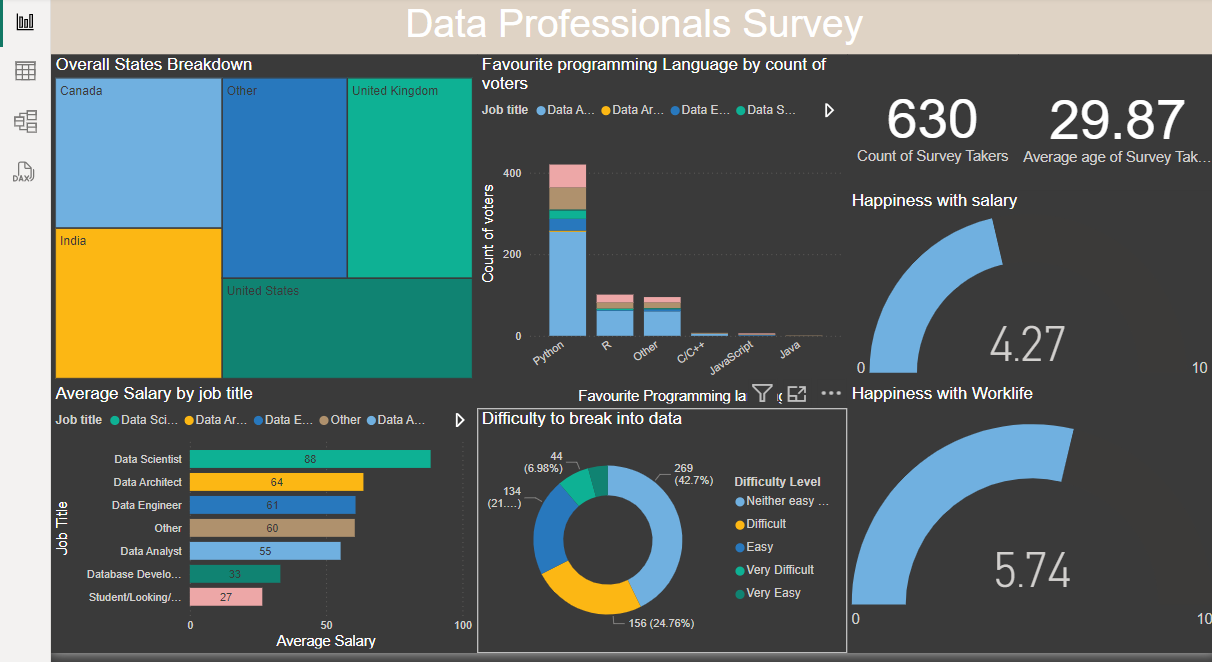 Data Professionals Survey
DAX
Overall States Breakdown
Canada
Other
United Kingdom
India
United States
Favourite programming Language by count of
voters
Job title Data A... Data Ar... Data E... Data S...
Count of voters
400
200
0
Python
R
Other
C/C++
JavaScript
Java
Favourite Programming la
630
Count of Survey Takers
29.87
Average age of Survey Tak...
Happiness with salary
4.27
0
10
Average Salary by job title
Job title Data Sci... Data Ar... Data E... Other Data A...
Job Title
Data Scientist 88
Data Architect 64
Data Engineer 61
Other 60
Data Analyst 55
Database Develo... 33
Student/Looking/... 27
0 50 100
Average Salary
Difficulty to break into data
44
(6.98%)
269
(42.7%)
134
(21....)
156 (24.76%)
Difficulty Level
Neither easy ...
Difficult
Easy
Very Difficult
Very Easy
Happiness with Worklife
5.74
0
10